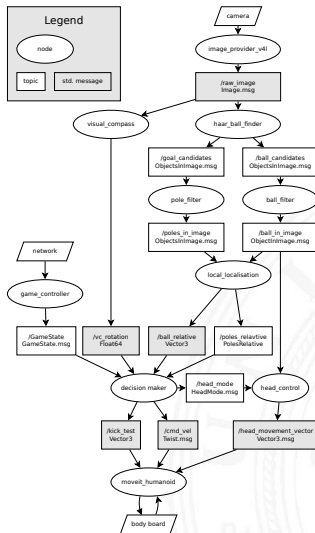 Legend
node
topic
std. message
camera
image_provider_v4l
/raw_image
Image.msg
visual_compass
haar_ball_finder
/goal_candidates
ObjectsInImage.msg
/ball_candidates
ObjectsInImage.msg
pole_filter
ball_filter
/poles_in_image
ObjectsInImage.msg
/ball_in_image
ObjectsInImage.msg
network
local_localisation
game_controller
/GameState
GameState.msg
/vc_rotation
Float64
/ball_relative
Vector3
/poles_relavtive
PolesRelative
decision maker
/head_mode
HeadMode.msg
head_control
/kick_test
Vector3
/cmd_vel
Twist.msg
/head_movement_vector
Vector3.msg
moveit_humanoid
body board